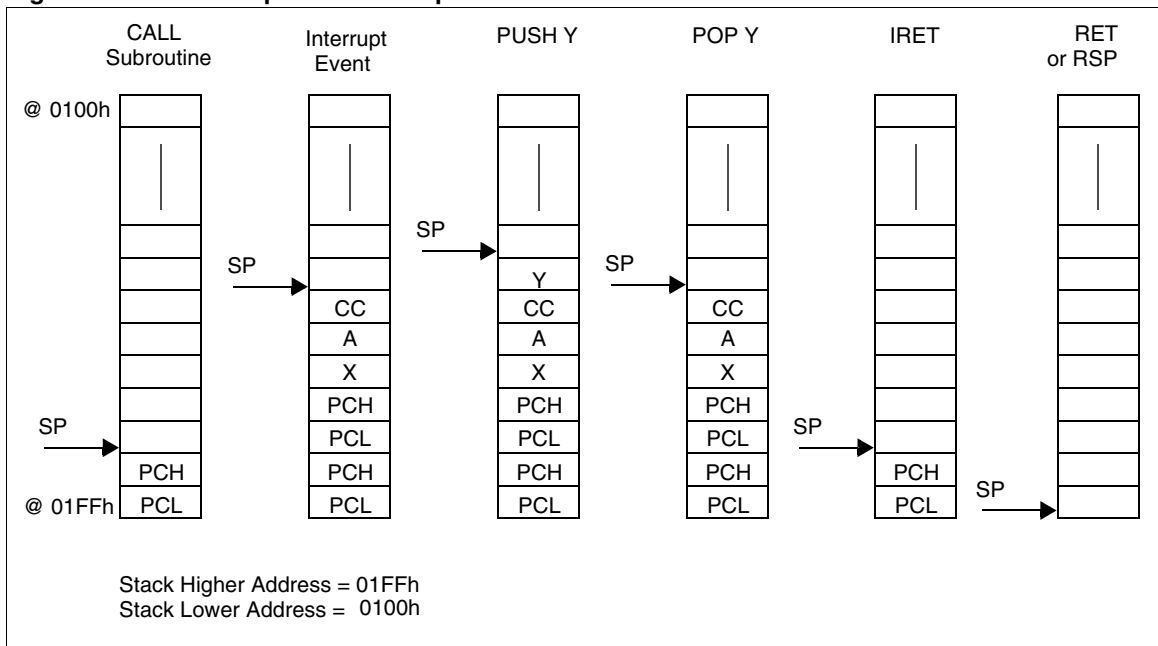 CALL
Subroutine
Interrupt
Event
PUSH Y
POP Y
IRET
RET
or RSP
@ 0100h
SP
PCH
@ 01FFh PCL
SP
CC
A
X
PCH
PCL
PCH
PCL
SP
Y
CC
A
X
PCH
PCL
PCH
PCL
SP
CC
A
X
PCH
PCL
PCH
PCL
SP
PCH
PCL
SP
Stack Higher Address = 01FFh
Stack Lower Address = 0100h